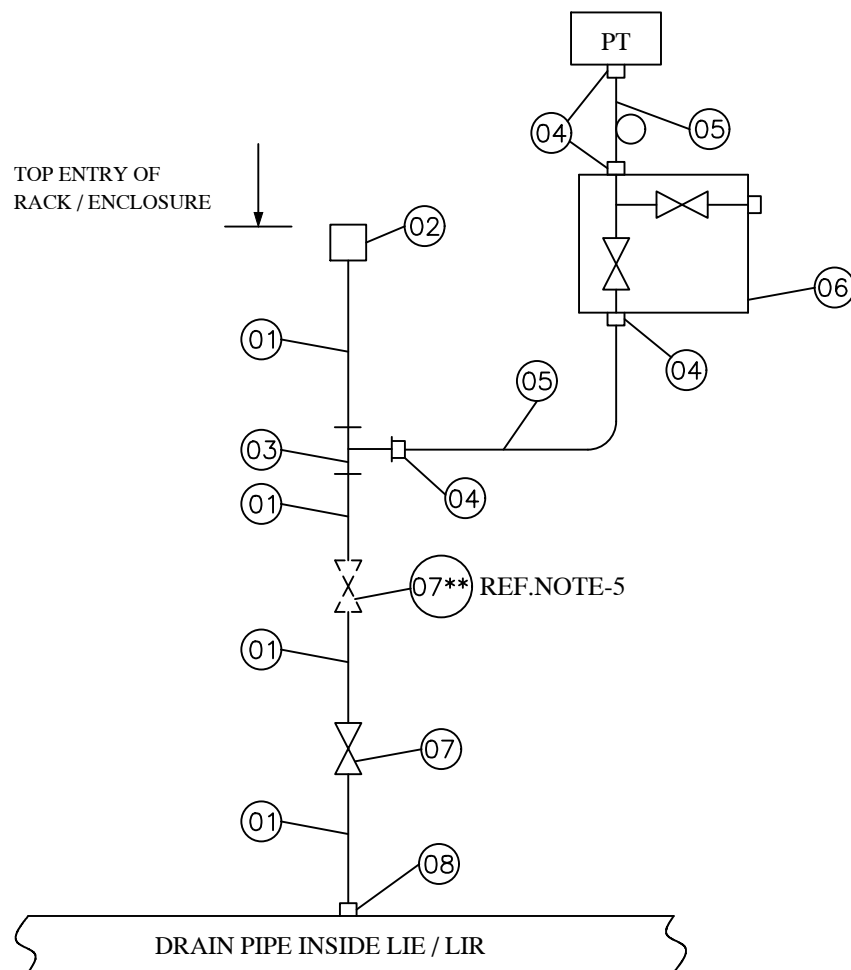 PT
04
05
TOP ENTRY OF
RACK / ENCLOSURE
02
06
01
04
05
03
04
01
07** REF.NOTE-5
01
07
01
08
DRAIN PIPE INSIDE LIE / LIR